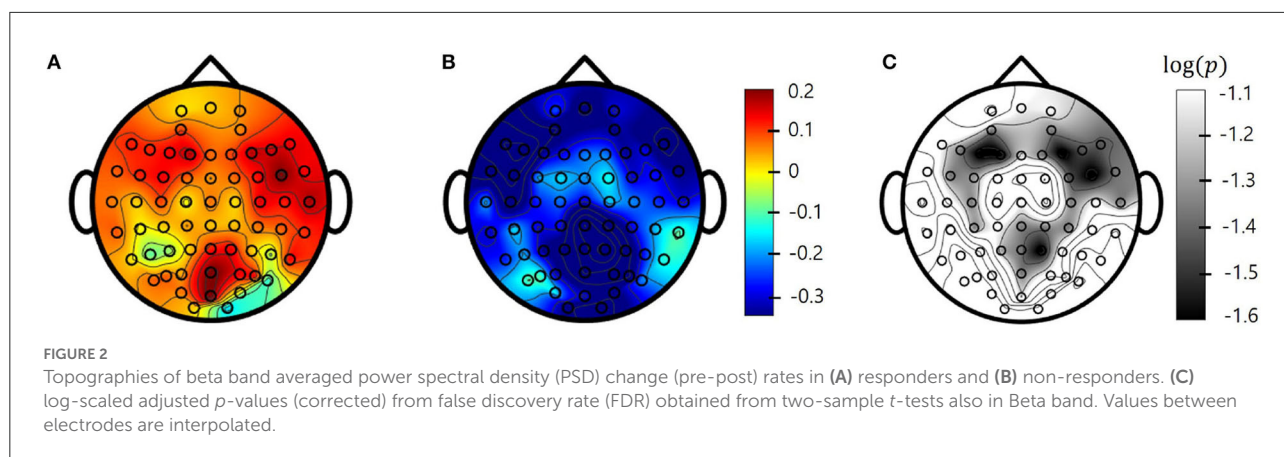 A
B
C
log(p)
0.2
0.1
0
-0.1
-0.2
-0.3
-1.1
-1.2
-1.3
-1.4
-1.5
-1.6
FIGURE 2
Topographies of beta band averaged power spectral density (PSD) change (pre-post) rates in (A) responders and (B) non-responders. (C)
log-scaled adjusted p-values (corrected) from false discovery rate (FDR) obtained from two-sample t-tests also in Beta band. Values between
electrodes are interpolated.